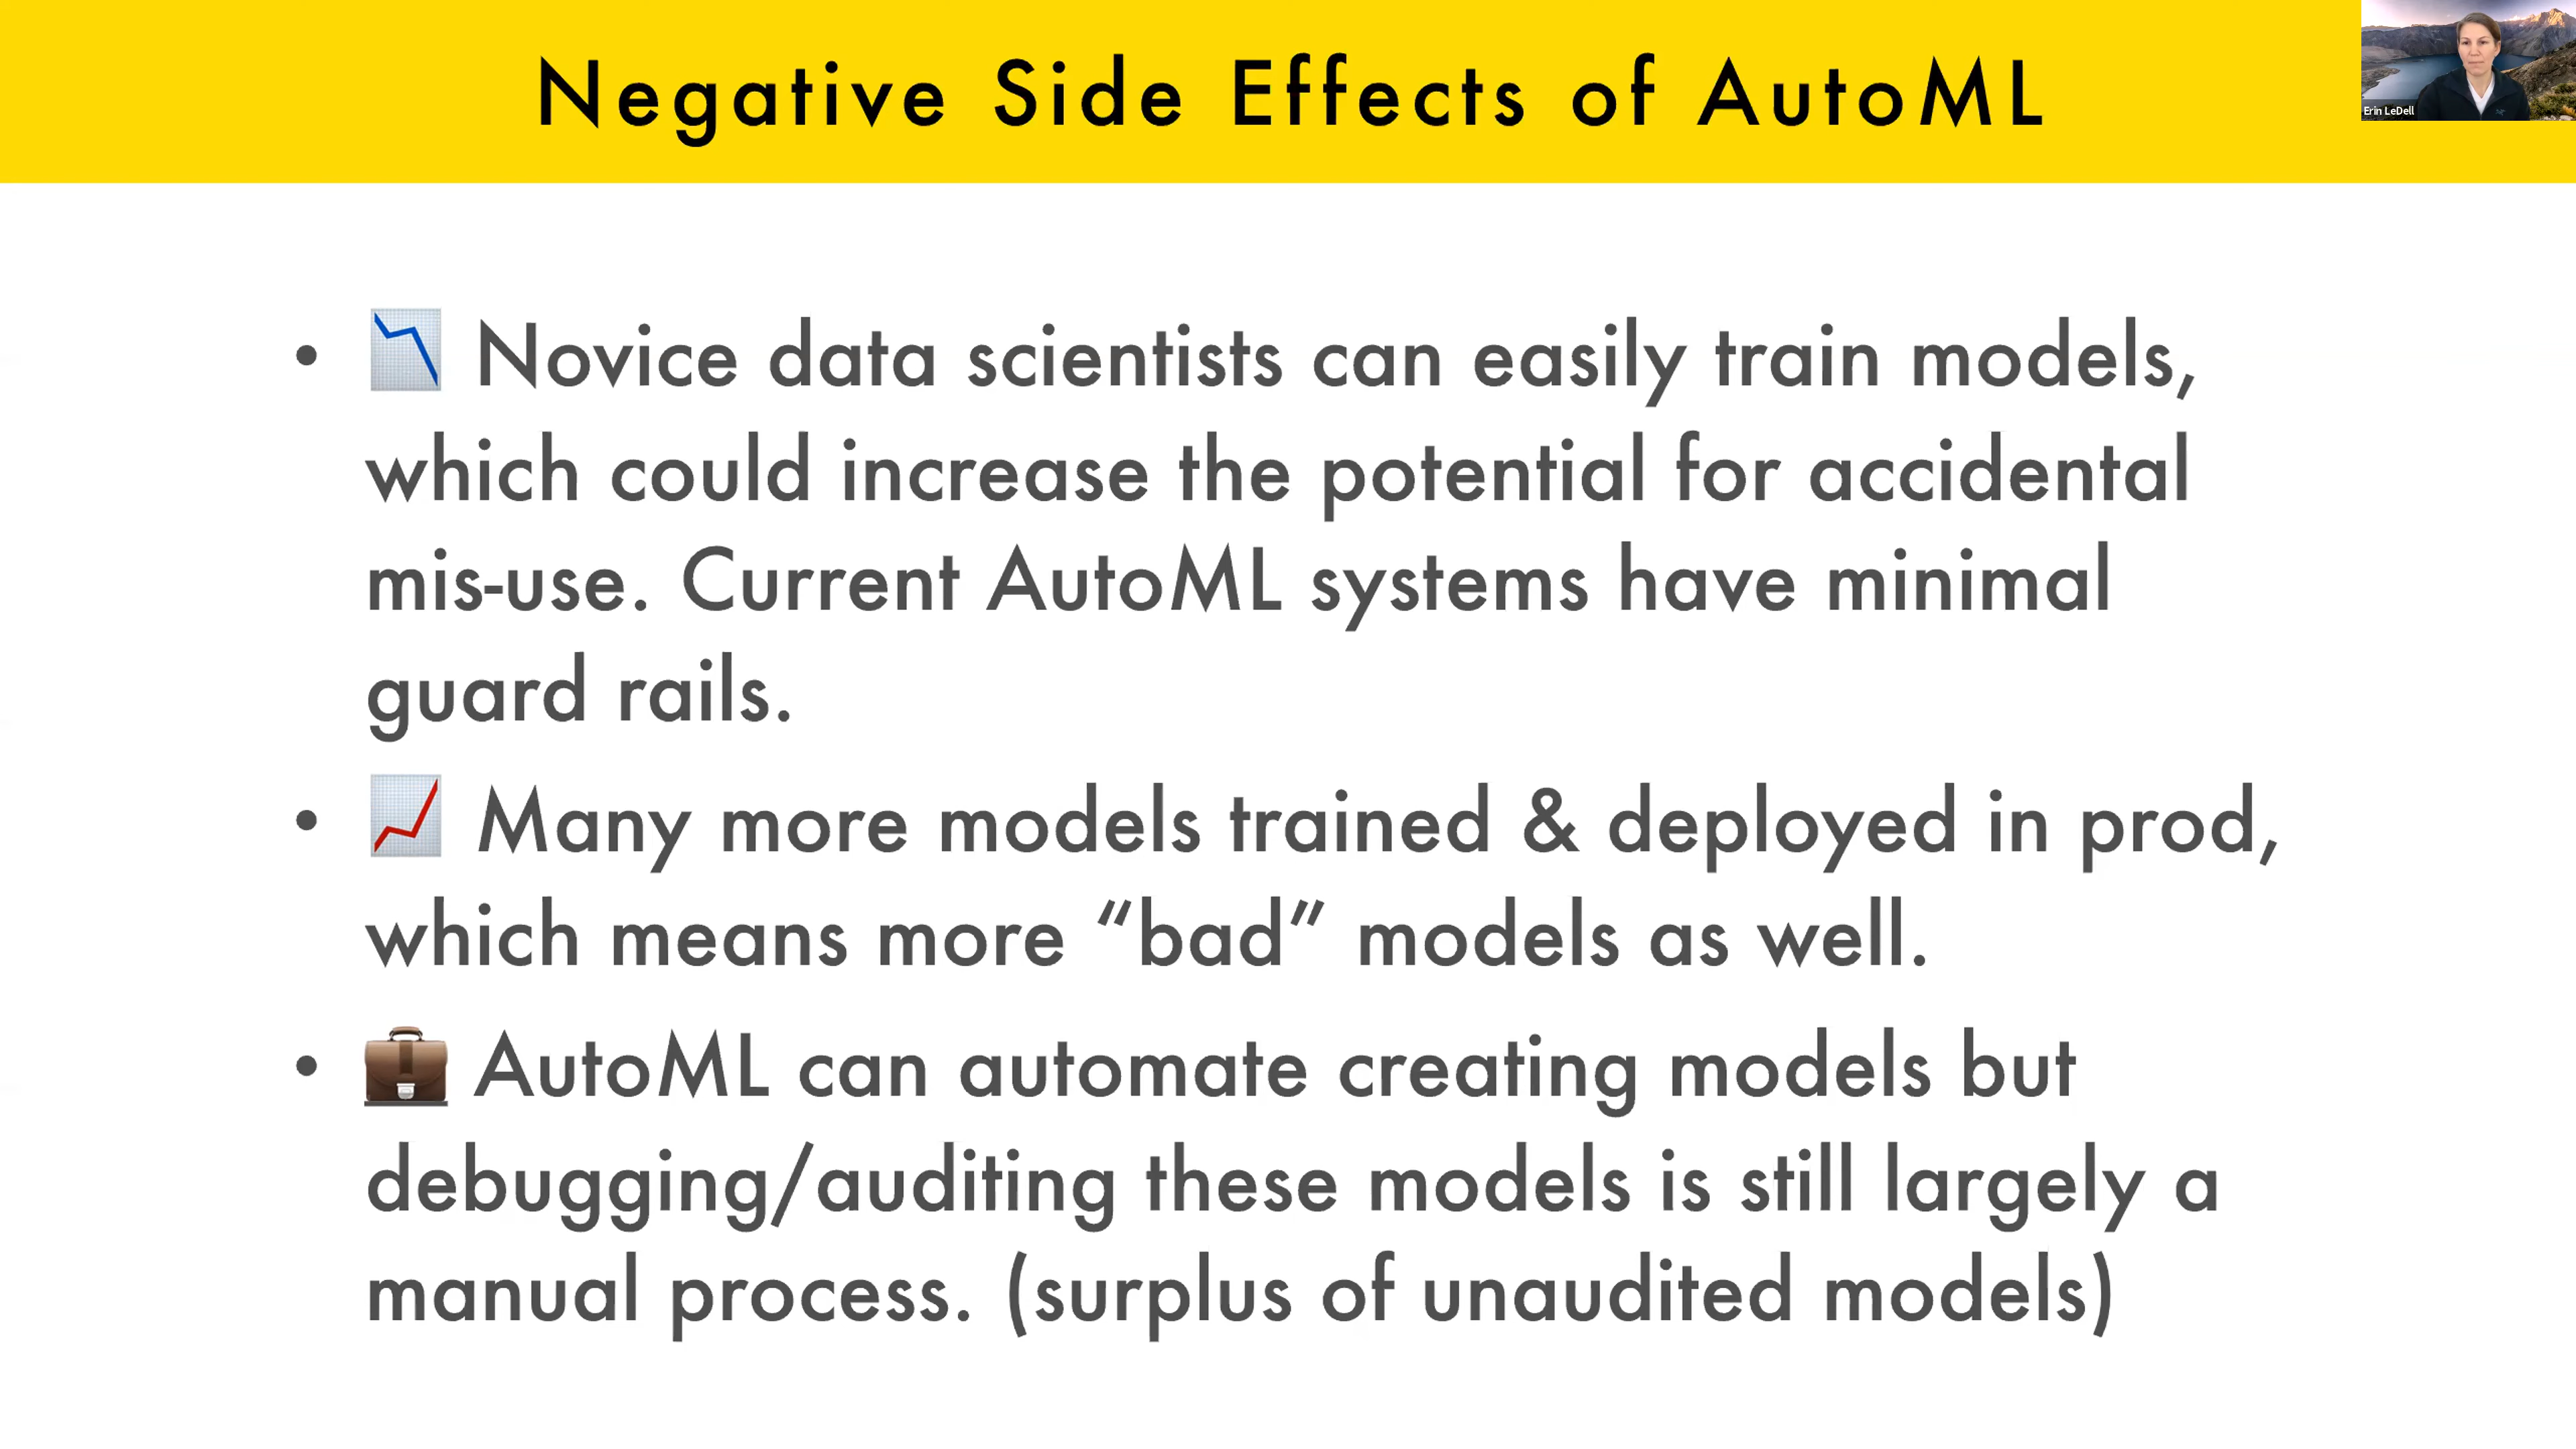 Negative Side Effects of AutoML
Erin LeDell
• Novice data scientists can easily train models,
which could increase the potential for accidental
mis-use. Current AutoML systems have minimal
guard rails.
• Many more models trained & deployed in prod,
which means more “bad” models as well.
• AutoML can automate creating models but
debugging/auditing these models is still largely a
manual process. (surplus of unaudited models)